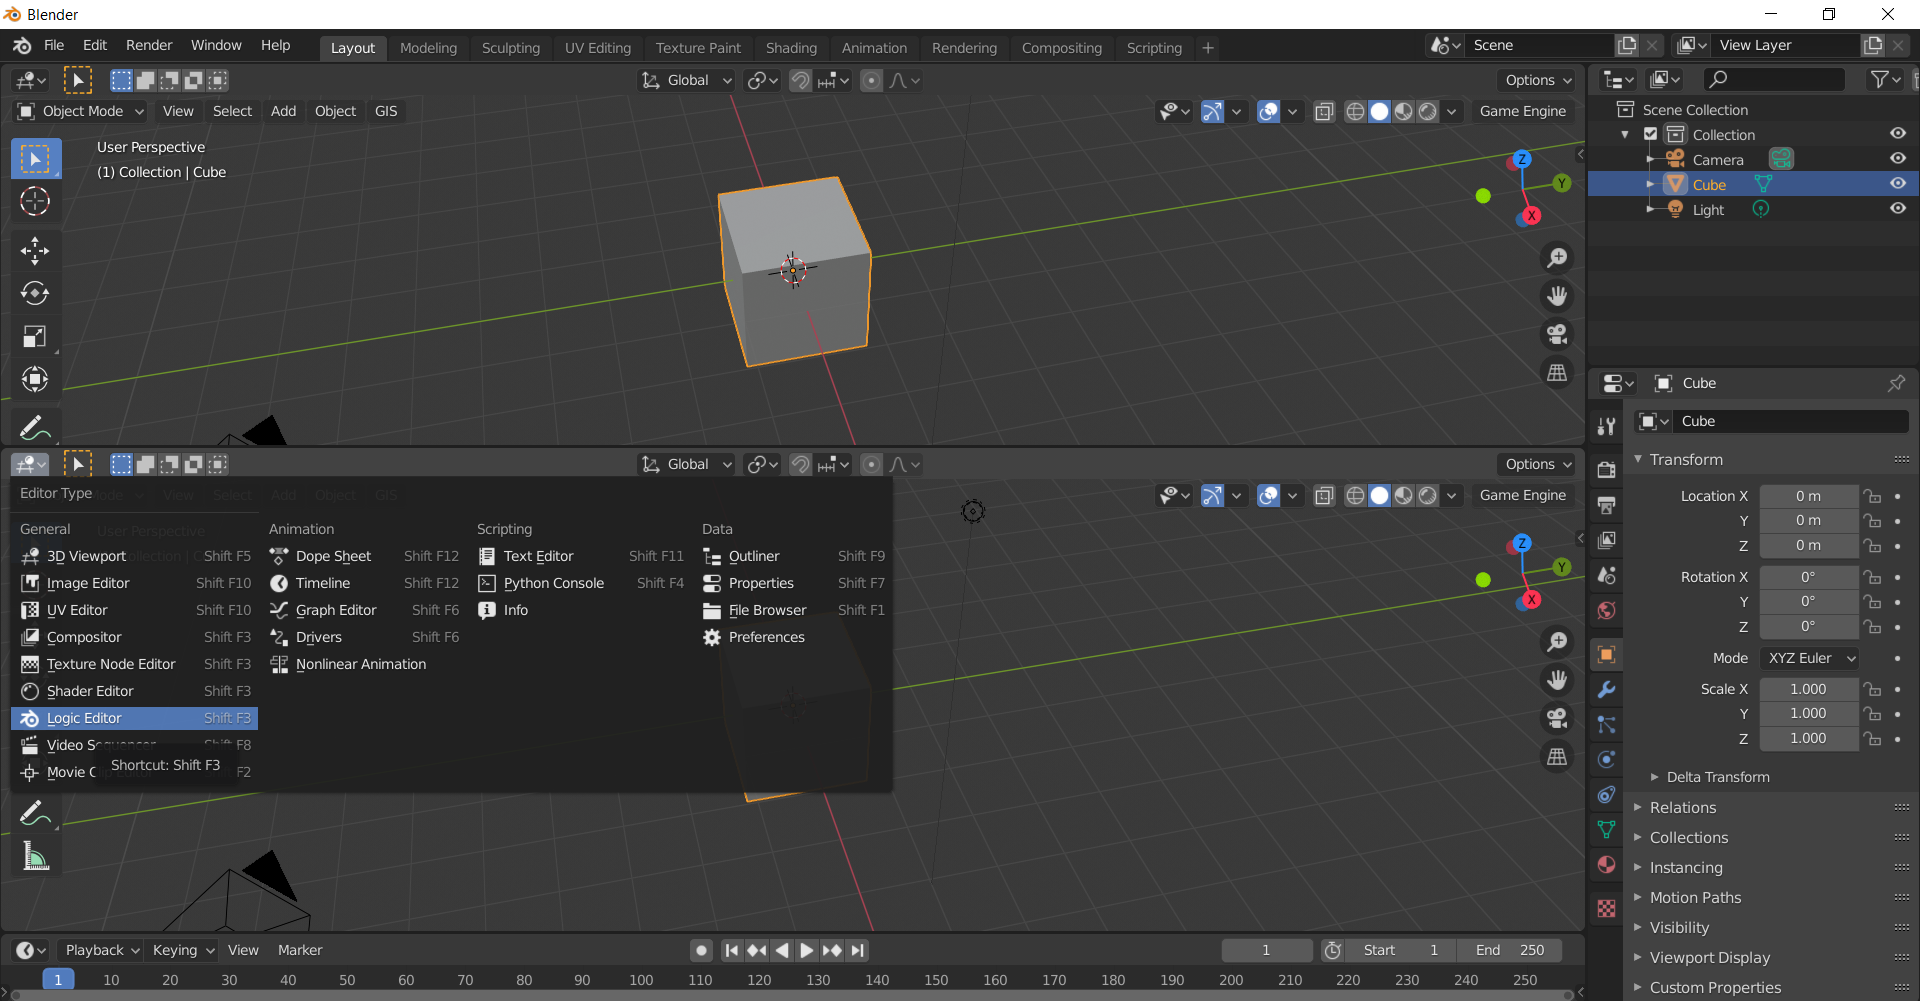 Blender
File Edit Render Window Help Layout Modeling Sculpting UV Editing Texture Paint Shading Animation Rendering Compositing Scripting + Scene View Layer
Global Options
Object Mode View Select Add Object GIS Game Engine
User Perspective
(1) Collection | Cube
Z
Y
X
Scene Collection
Collection
Camera
Cube
Light
Cube
Cube
Transform
Location X 0 m
Y 0 m
Z 0 m
Rotation X 0°
Y 0°
Z 0°
Mode XYZ Euler
Scale X 1.000
Y 1.000
Z 1.000
Delta Transform
Relations
Collections
Instancing
Motion Paths
Visibility
Viewport Display
Custom Properties
Global Options
Editor Type
View Select Add Object GIS Game Engine
User Perspective
Z
Y
X
General
3D Viewport Shift F5
Image Editor Shift F10
UV Editor Shift F10
Compositor Shift F3
Texture Node Editor Shift F3
Shader Editor Shift F3
Logic Editor Shift F3
Video Sequencer Shift F8
Movie Clip Editor F2
Shortcut: Shift F3
Animation
Dope Sheet Shift F12
Timeline Shift F12
Graph Editor Shift F6
Drivers Shift F6
Nonlinear Animation
Scripting
Text Editor Shift F11
Python Console Shift F4
Info
Data
Outliner Shift F9
Properties Shift F7
File Browser Shift F1
Preferences
Playback Keying View Marker 1 Start 1 End 250
1 10 20 30 40 50 60 70 80 90 100 110 120 130 140 150 160 170 180 190 200 210 220 230 240 250